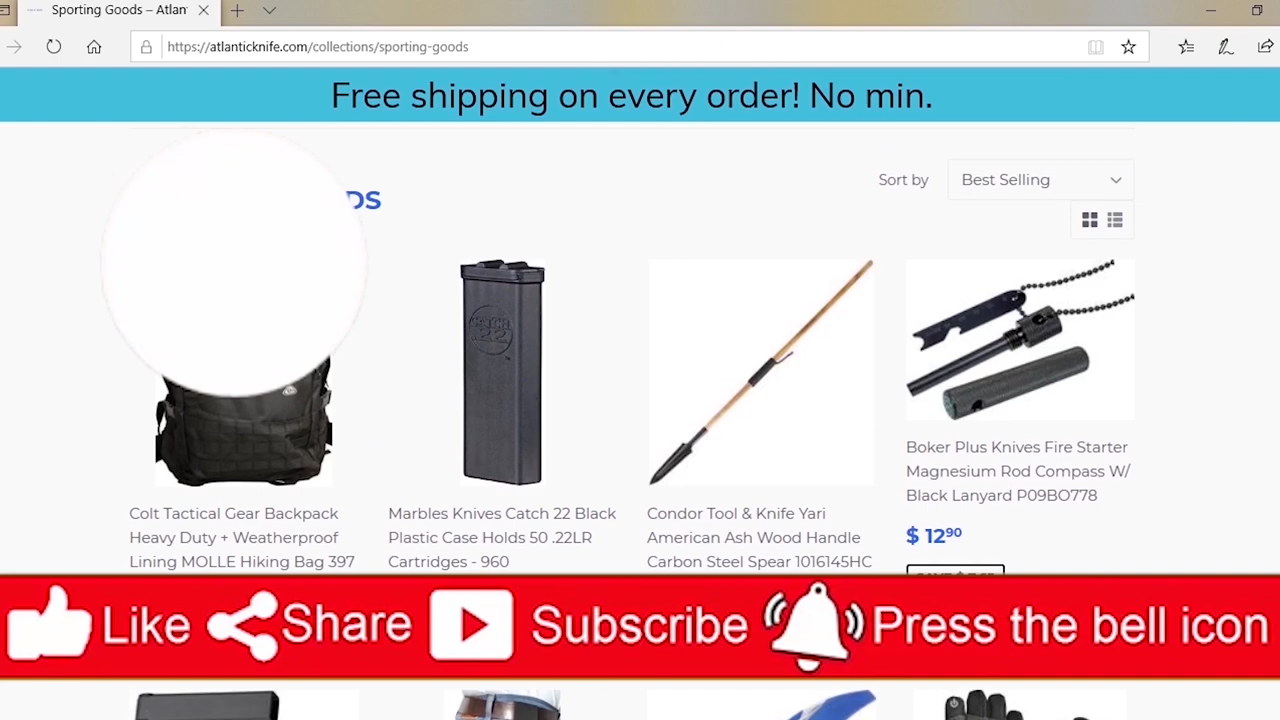 Sporting Goods – Atlan
https://atlanticknife.com/collections/sporting-goods
Free shipping on every order! No min.
Sort by
Best Selling
DS
CATCH
22
Colt Tactical Gear Backpack
Heavy Duty + Weatherproof
Lining MOLLE Hiking Bag 397
Marbles Knives Catch 22 Black
Plastic Case Holds 50 .22LR
Cartridges - 960
Condor Tool & Knife Yari
American Ash Wood Handle
Carbon Steel Spear 1016145HC
Boker Plus Knives Fire Starter
Magnesium Rod Compass W/
Black Lanyard P09BO778
$ 12⁹⁰
Like Share Subscribe Press the bell icon